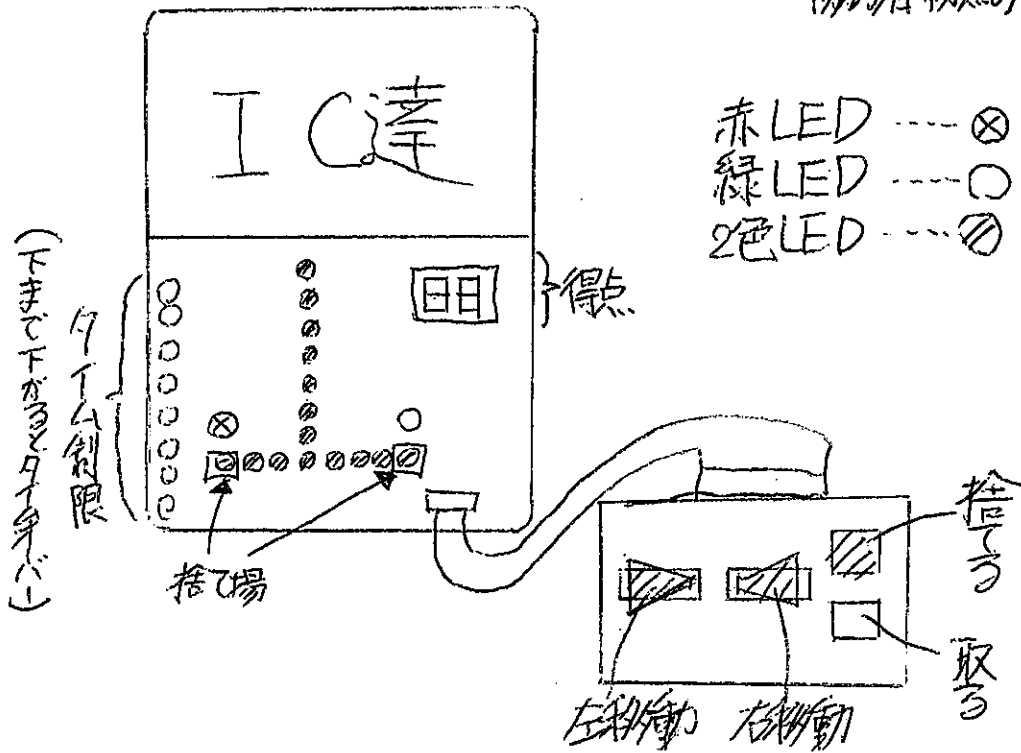 IQ達
赤LED
緑LED
2色LED
得点
タイム制限
(下まで下がるとタイムオーバー)
捨て場
捨てる
取る
左移動
右移動